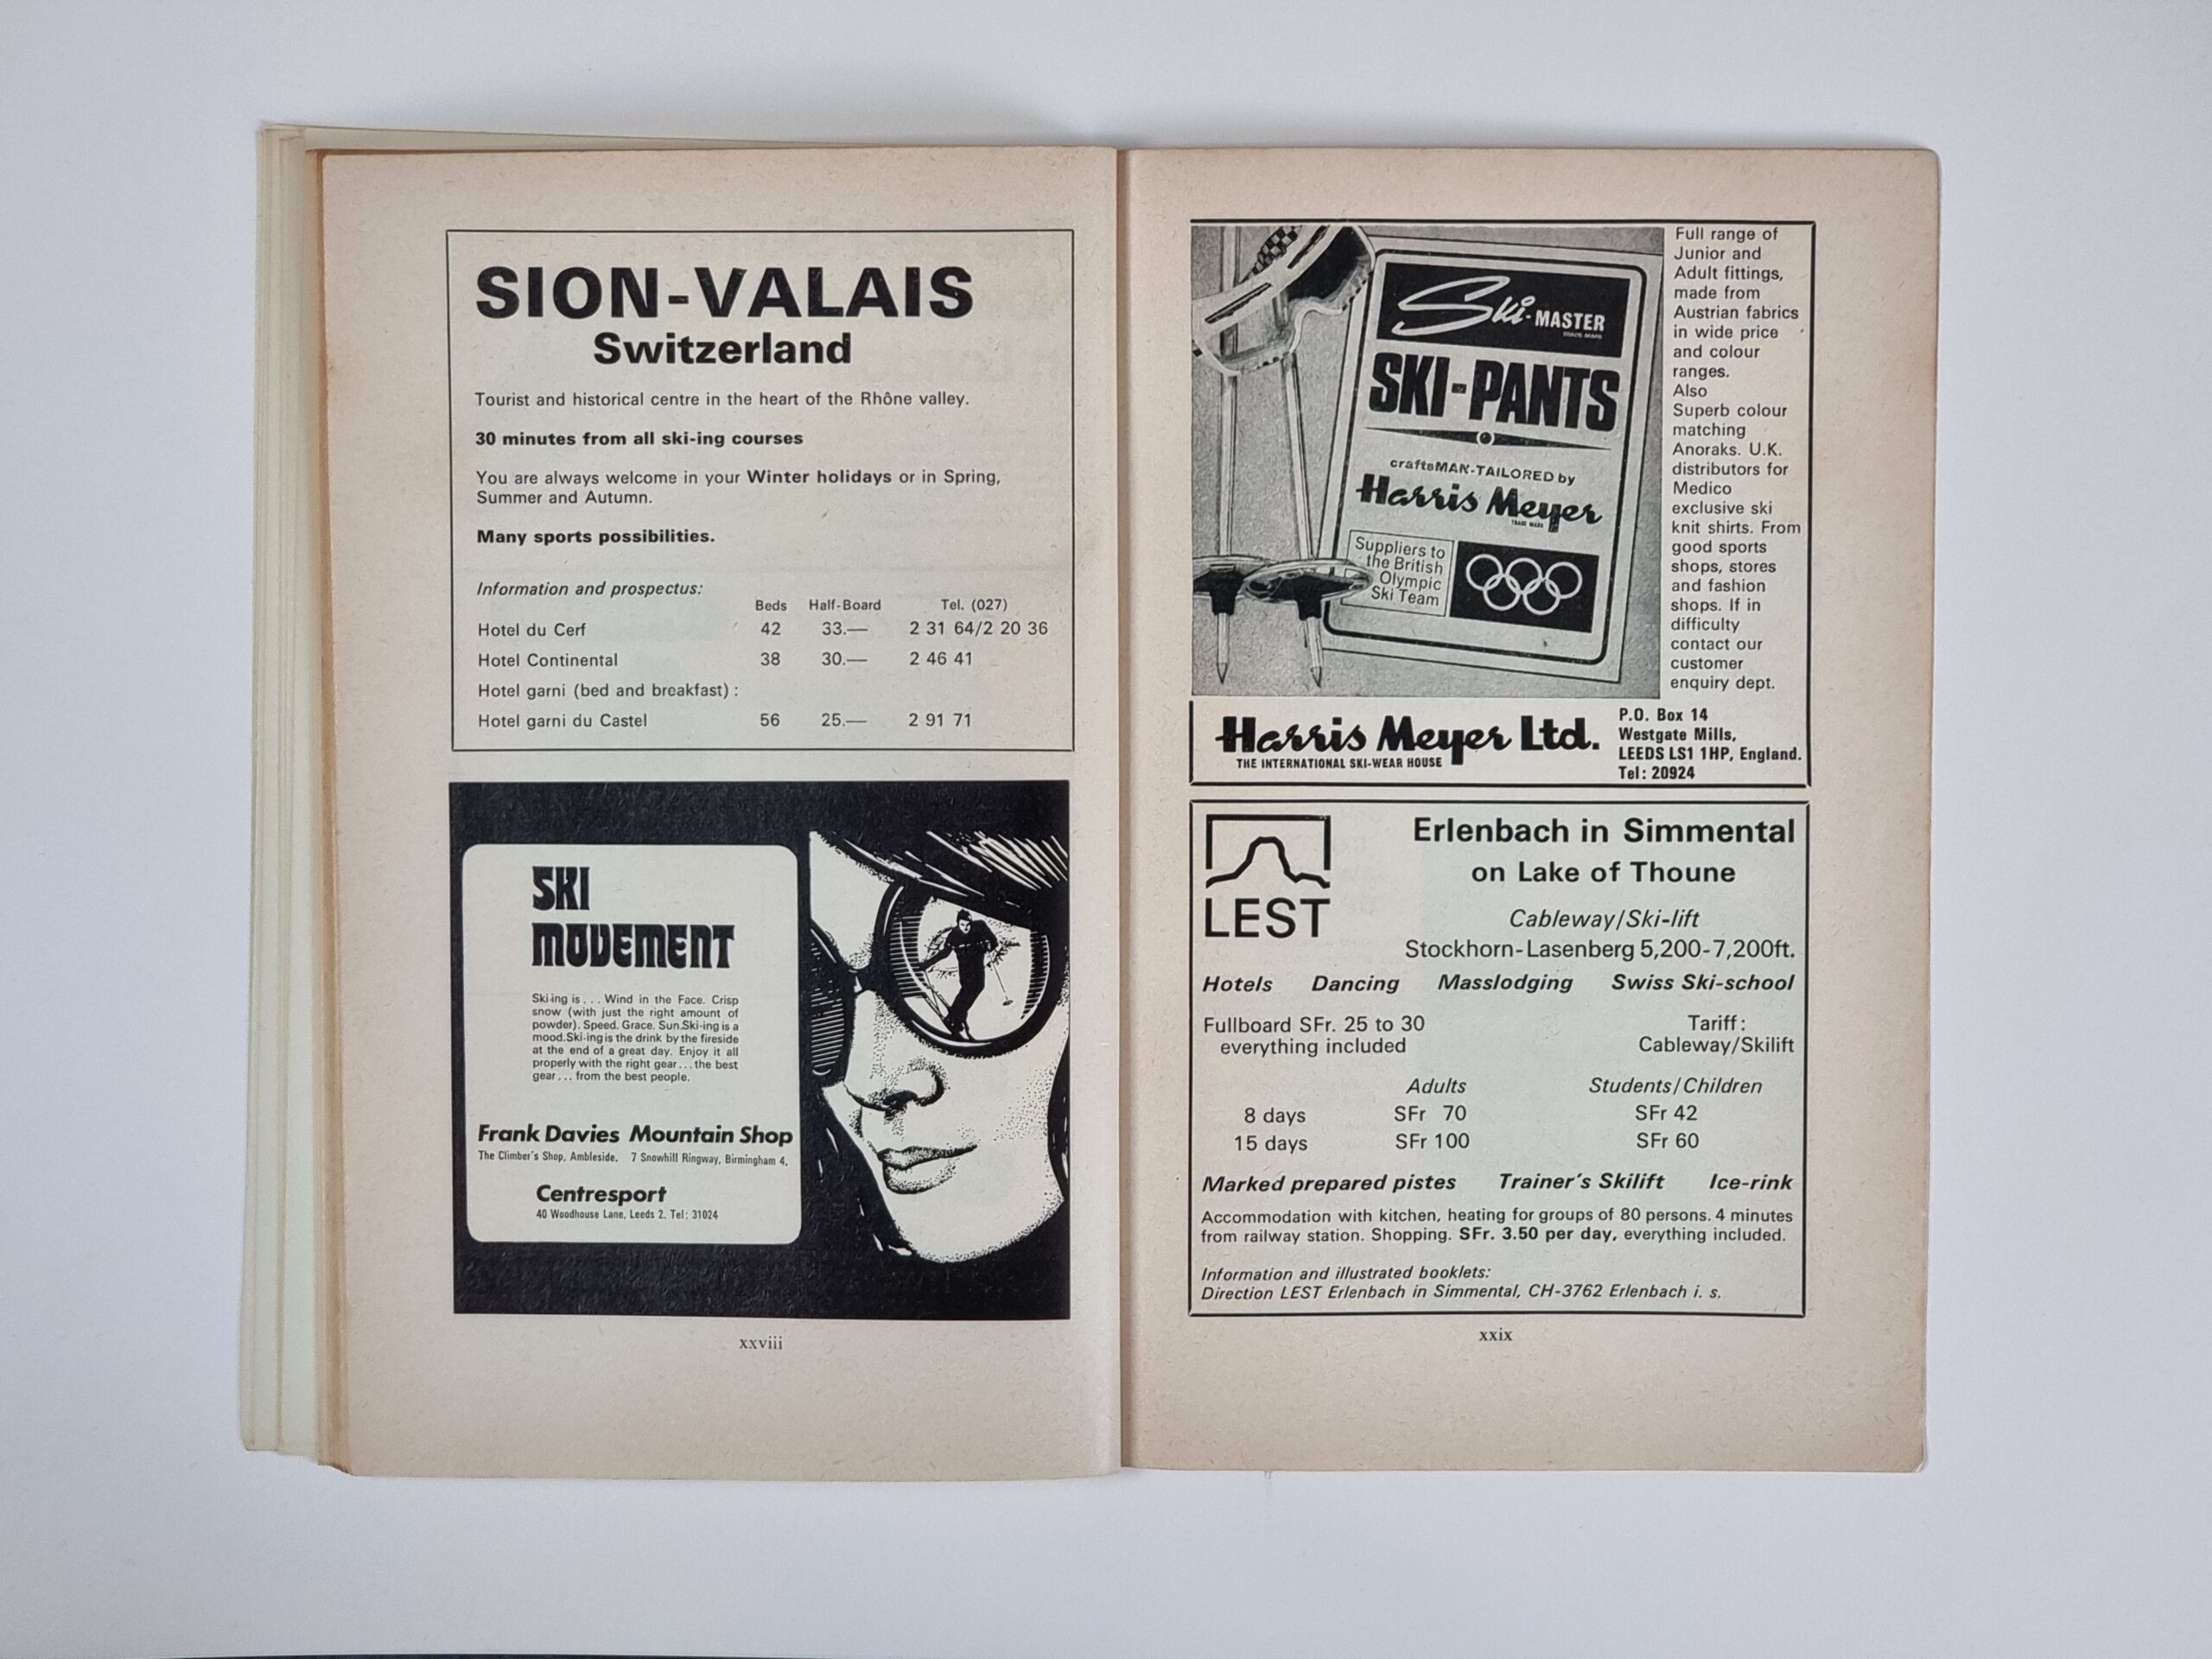 SION-VALAIS
Switzerland
Tourist and historical centre in the heart of the Rhône valley.
30 minutes from all ski-ing courses
You are always welcome in your Winter holidays or in Spring,
Summer and Autumn.
Many sports possibilities.
Information and prospectus:
Beds Half-Board Tel. (027)
Hotel du Cerf 42 33.— 2 31 64/2 20 36
Hotel Continental 38 30.— 2 46 41
Hotel garni (bed and breakfast) :
Hotel garni du Castel 56 25.— 2 91 71
SKI
MOVEMENT
Ski-ing is . . . Wind in the Face. Crisp
snow (with just the right amount of
powder). Speed. Grace. Sun.Ski-ing is a
mood.Ski-ing is the drink by the fireside
at the end of a great day. Enjoy it all
properly with the right gear . . . the best
gear . . . from the best people.
Frank Davies Mountain Shop
The Climber's Shop, Ambleside. 7 Snowhill Ringway, Birmingham 4.
Centresport
40 Woodhouse Lane, Leeds 2. Tel: 31024
xxviii
Ski-MASTER
TRADE MARK
SKI-PANTS
craftsMAN-TAILORED by
Harris Meyer
TRADE MARK
Suppliers to
the British
Olympic
Ski Team
Full range of
Junior and
Adult fittings,
made from
Austrian fabrics
in wide price
and colour
ranges.
Also
Superb colour
matching
Anoraks. U.K.
distributors for
Medico
exclusive ski
knit shirts. From
good sports
shops, stores
and fashion
shops. If in
difficulty
contact our
customer
enquiry dept.
Harris Meyer Ltd.
THE INTERNATIONAL SKI-WEAR HOUSE
P.O. Box 14
Westgate Mills,
LEEDS LS1 1HP, England.
Tel: 20924
LEST
Erlenbach in Simmental
on Lake of Thoune
Cableway/Ski-lift
Stockhorn-Lasenberg 5,200-7,200ft.
Hotels Dancing Masslodging Swiss Ski-school
Fullboard SFr. 25 to 30
everything included
Tariff:
Cableway/Skilift
Adults Students/Children
8 days SFr 70 SFr 42
15 days SFr 100 SFr 60
Marked prepared pistes Trainer's Skilift Ice-rink
Accommodation with kitchen, heating for groups of 80 persons. 4 minutes
from railway station. Shopping. SFr. 3.50 per day, everything included.
Information and illustrated booklets:
Direction LEST Erlenbach in Simmental, CH-3762 Erlenbach i. s.
xxix